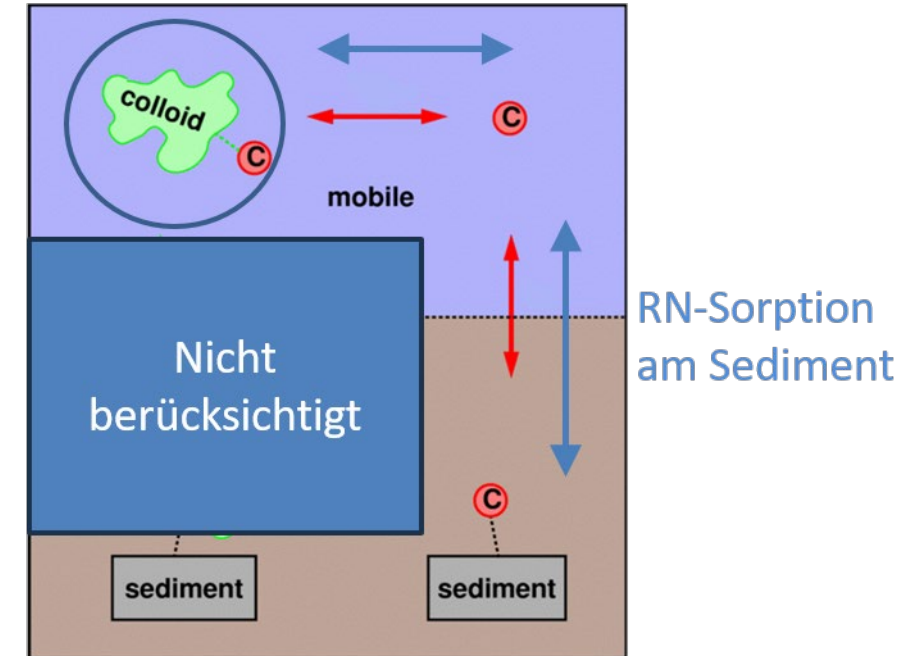 colloid
C
C
mobile
RN-Sorption
am Sediment
Nicht
berücksichtigt
C
sediment
sediment